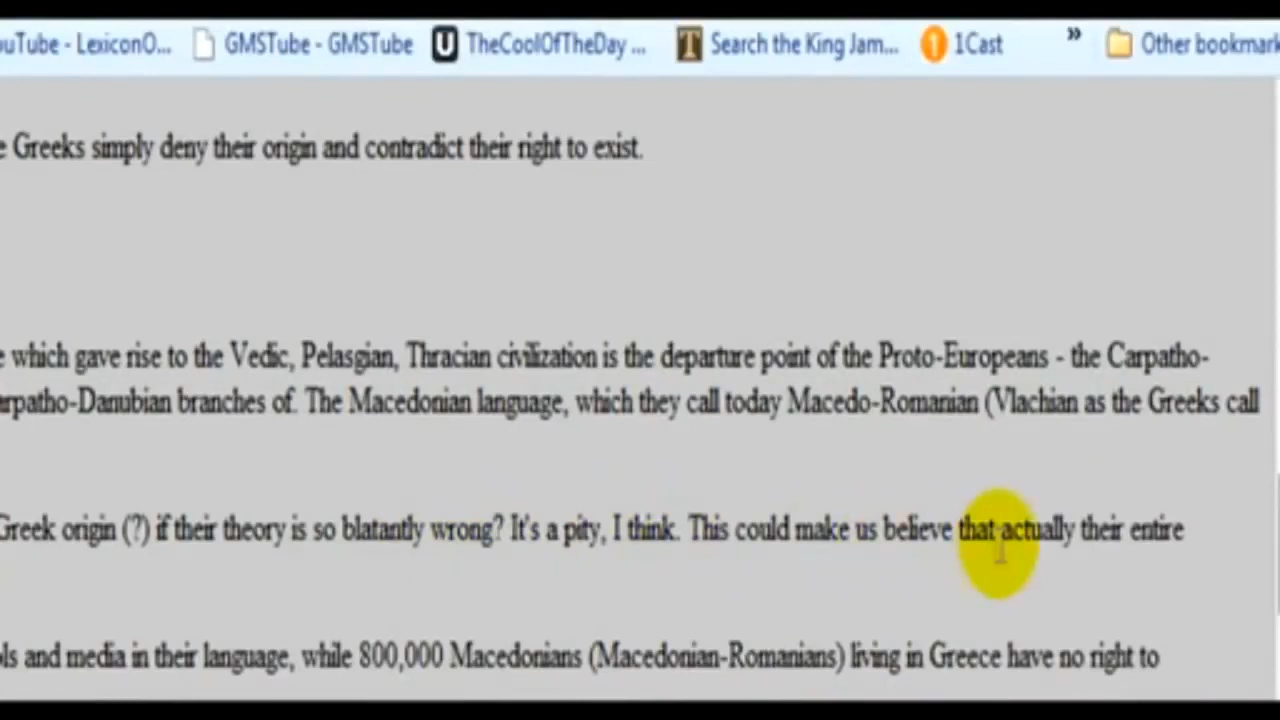 ouTube - LexiconO... GMSTube - GMSTube TheCoolOfTheDay ... Search the King Jam... 1Cast » Other bookmark
e Greeks simply deny their origin and contradict their right to exist.
e which gave rise to the Vedic, Pelasgian, Thracian civilization is the departure point of the Proto-Europeans - the Carpatho-
arpatho-Danubian branches of. The Macedonian language, which they call today Macedo-Romanian (Vlachian as the Greeks call
Greek origin (?) if their theory is so blatantly wrong? It's a pity, I think. This could make us believe that actually their entire
ols and media in their language, while 800,000 Macedonians (Macedonian-Romanians) living in Greece have no right to